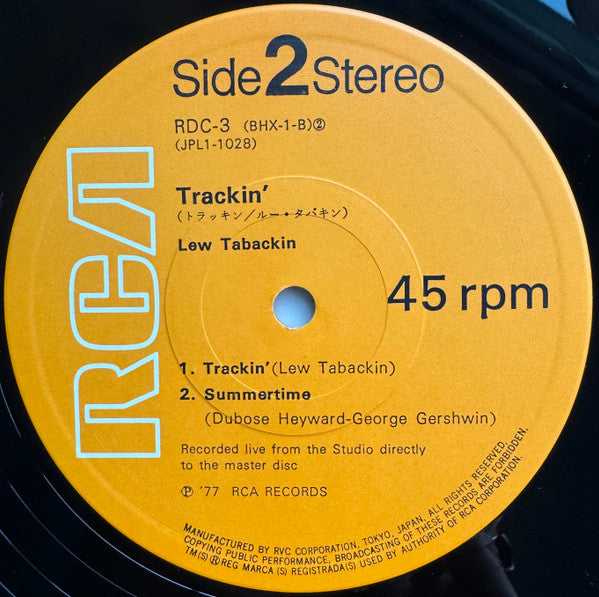 Side 2 Stereo
RDC-3 (BHX-1-B)②
(JPL1-1028)
Trackin'
(トラッキン/ルー・タバキン)
Lew Tabackin
RCA
45 rpm
1. Trackin' (Lew Tabackin)
2. Summertime
(Dubose Heyward-George Gershwin)
Recorded live from the Studio directly
to the master disc
Ⓟ '77 RCA RECORDS
MANUFACTURED BY RVC CORPORATION, TOKYO, JAPAN, ALL RIGHTS RESERVED,
COPYING PUBLIC PERFORMANCE, BROADCASTING OF THESE RECORDS ARE FORBIDDEN.
TM(S) ® REG MARCA (S) REGISTRADA(S) USED BY AUTHORITY OF RCA CORPORATION.